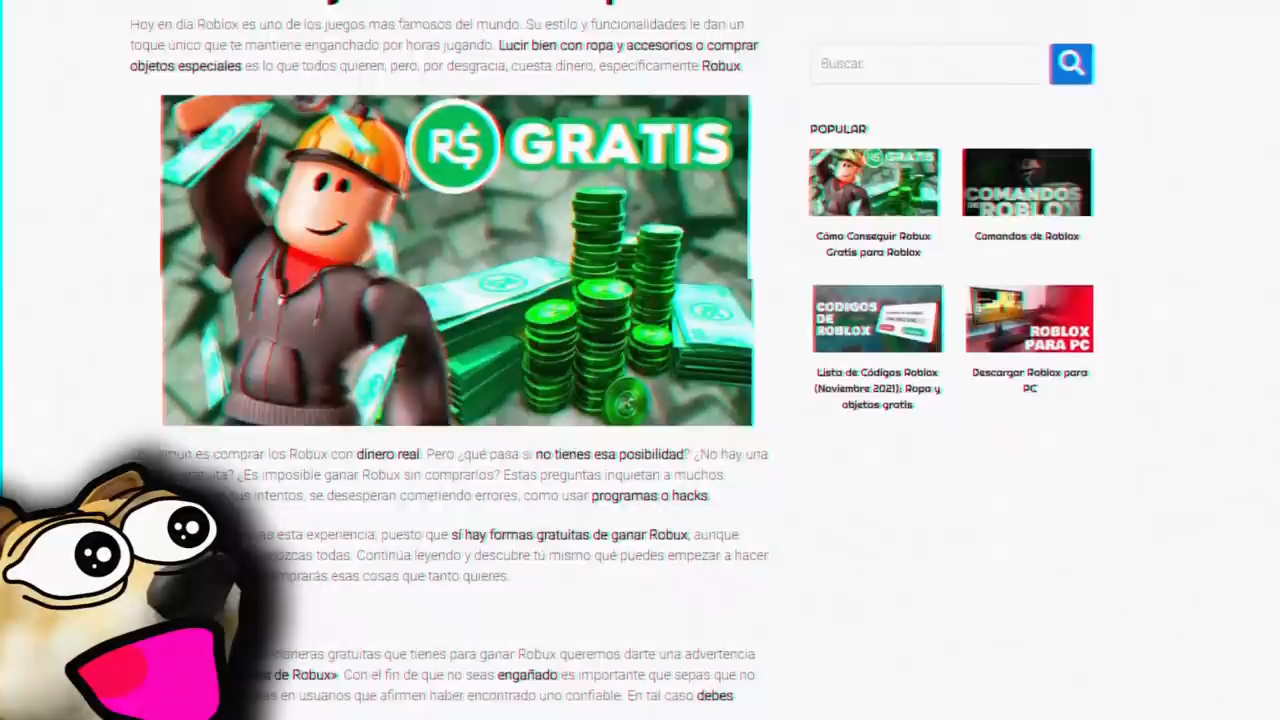 Hoy en día Roblox es uno de los juegos más famosos del mundo. Su estilo y funcionalidades le dan un
toque único que te mantiene enganchado por horas jugando. Lucir bien con ropa y accesorios o comprar
objetos especiales es lo que todos quieren, pero, por desgracia, cuesta dinero, específicamente Robux.
R$ GRATIS
es comprar los Robux con dinero real. Pero ¿qué pasa si no tienes esa posibilidad? ¿No hay una
¿Es imposible ganar Robux sin comprarlos? Estas preguntas inquietan a muchos
intentos, se desesperan cometiendo errores, como usar programas o hacks.
esta experiencia, puesto que sí hay formas gratuitas de ganar Robux, aunque
todas. Continúa leyendo y descubre tú mismo qué puedes empezar a hacer
esas cosas que tanto quieres.
gratuitas que tienes para ganar Robux queremos darte una advertencia
de Robux». Con el fin de que no seas engañado es importante que sepas que no
en usuarios que afirmen haber encontrado uno confiable. En tal caso debes
Buscar
POPULAR
R$ GRATIS
Cómo Conseguir Robux
Gratis para Roblox
COMANDOS
DE ROBLOX
Comandos de Roblox
CODIGOS
DE
ROBLOX
Lista de Códigos Roblox
(Noviembre 2021): Ropa y
objetos gratis
ROBLOX
PARA PC
Descargar Roblox para
PC